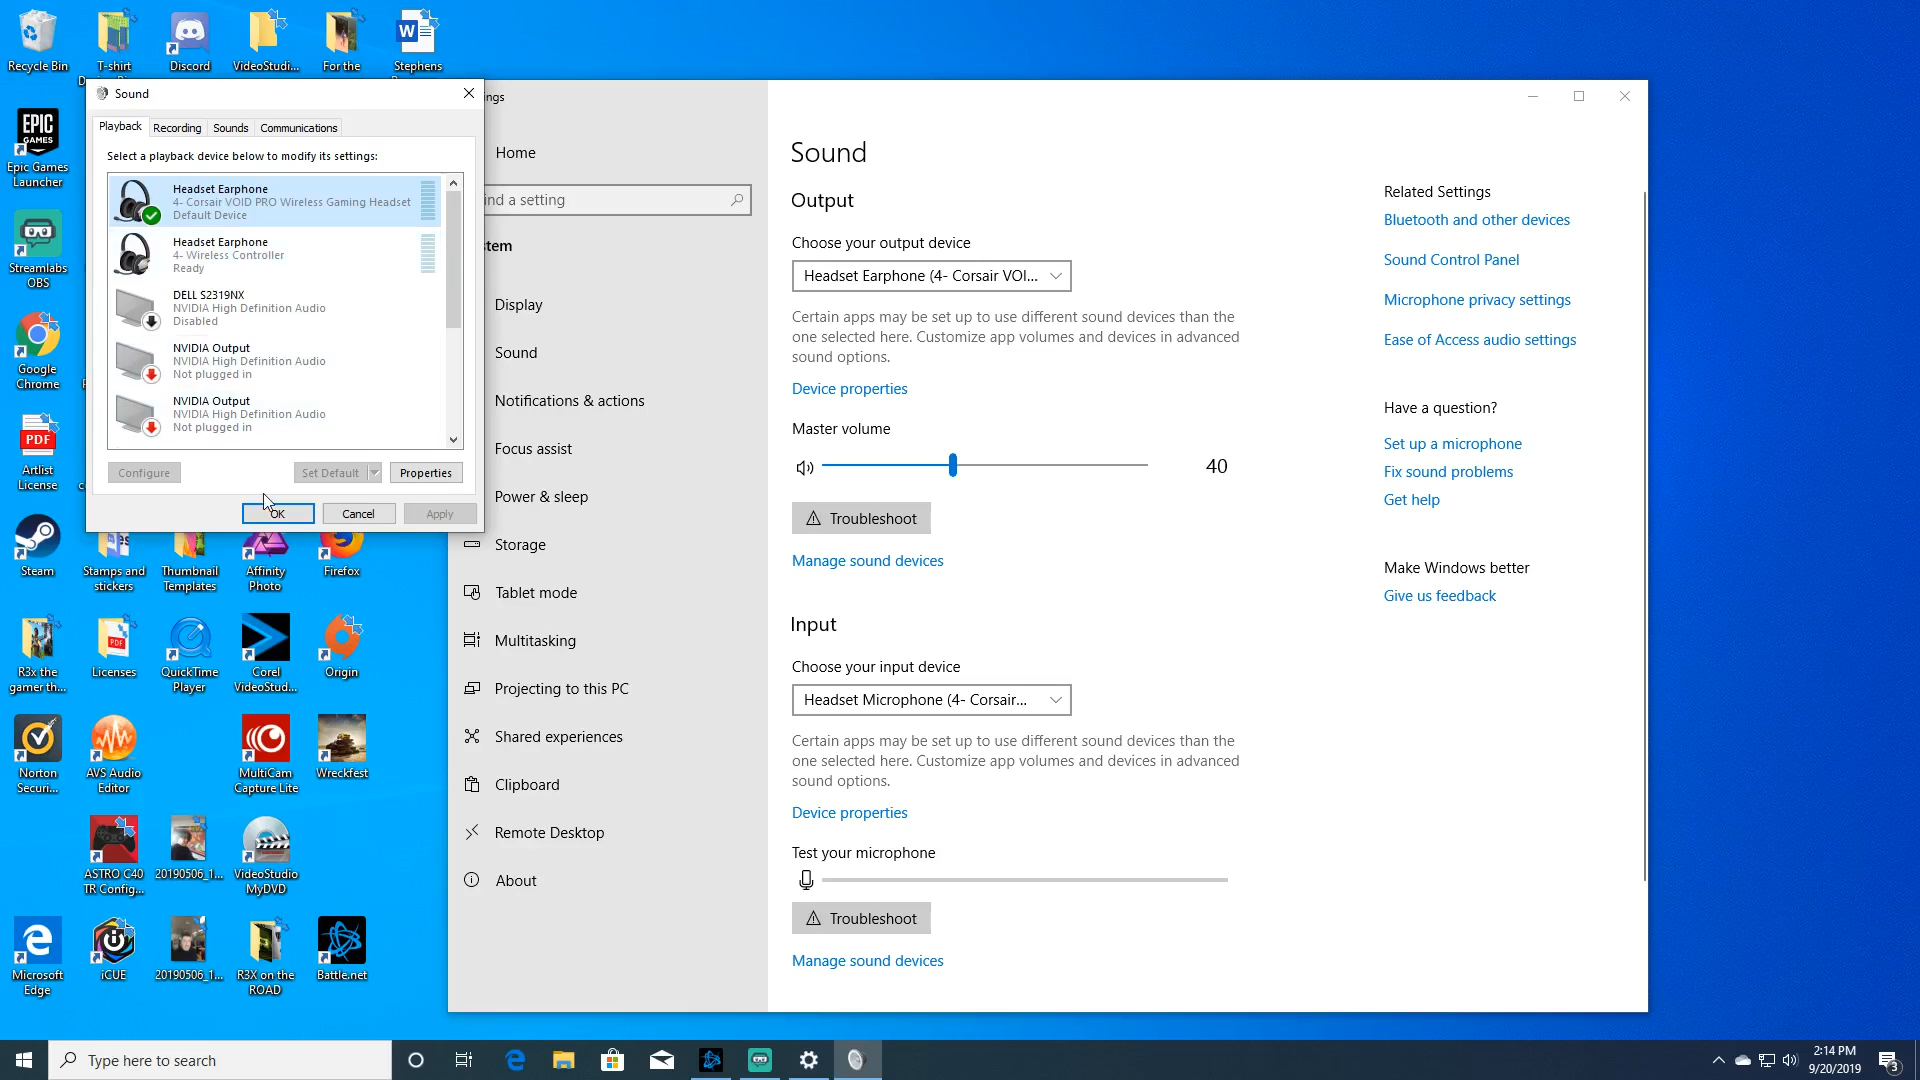 Recycle Bin
T-shirt
Discord
VideoStudi...
For the
Stephens
Sound
Playback
Recording
Sounds
Communications
Select a playback device below to modify its settings:
Headset Earphone
4- Corsair VOID PRO Wireless Gaming Headset
Default Device
Headset Earphone
4- Wireless Controller
Ready
DELL S2319NX
NVIDIA High Definition Audio
Disabled
NVIDIA Output
NVIDIA High Definition Audio
Not plugged in
NVIDIA Output
NVIDIA High Definition Audio
Not plugged in
Configure
Set Default
Properties
OK
Cancel
Apply
EPIC GAMES
Epic Games
Launcher
Streamlabs
OBS
Google
Chrome
PDF
Artlist
License
Steam
Stamps and
stickers
Thumbnail
Templates
Affinity
Photo
Firefox
R3x the
gamer th...
PDF
Licenses
QuickTime
Player
Corel
VideoStud...
Origin
Norton
Securi...
AVS Audio
Editor
MultiCam
Capture Lite
Wreckfest
ASTRO C40
TR Config...
20190506_1...
VideoStudio
MyDVD
Microsoft
Edge
iCUE
20190506_1...
R3X on the
ROAD
Battle.net
ngs
Home
ind a setting
stem
Display
Sound
Notifications & actions
Focus assist
Power & sleep
Storage
Tablet mode
Multitasking
Projecting to this PC
Shared experiences
Clipboard
Remote Desktop
About
Sound
Output
Choose your output device
Headset Earphone (4- Corsair VOI...
Certain apps may be set up to use different sound devices than the
one selected here. Customize app volumes and devices in advanced
sound options.
Device properties
Master volume
40
Troubleshoot
Manage sound devices
Input
Choose your input device
Headset Microphone (4- Corsair...
Certain apps may be set up to use different sound devices than the
one selected here. Customize app volumes and devices in advanced
sound options.
Device properties
Test your microphone
Troubleshoot
Manage sound devices
Related Settings
Bluetooth and other devices
Sound Control Panel
Microphone privacy settings
Ease of Access audio settings
Have a question?
Set up a microphone
Fix sound problems
Get help
Make Windows better
Give us feedback
Type here to search
2:14 PM
9/20/2019
3